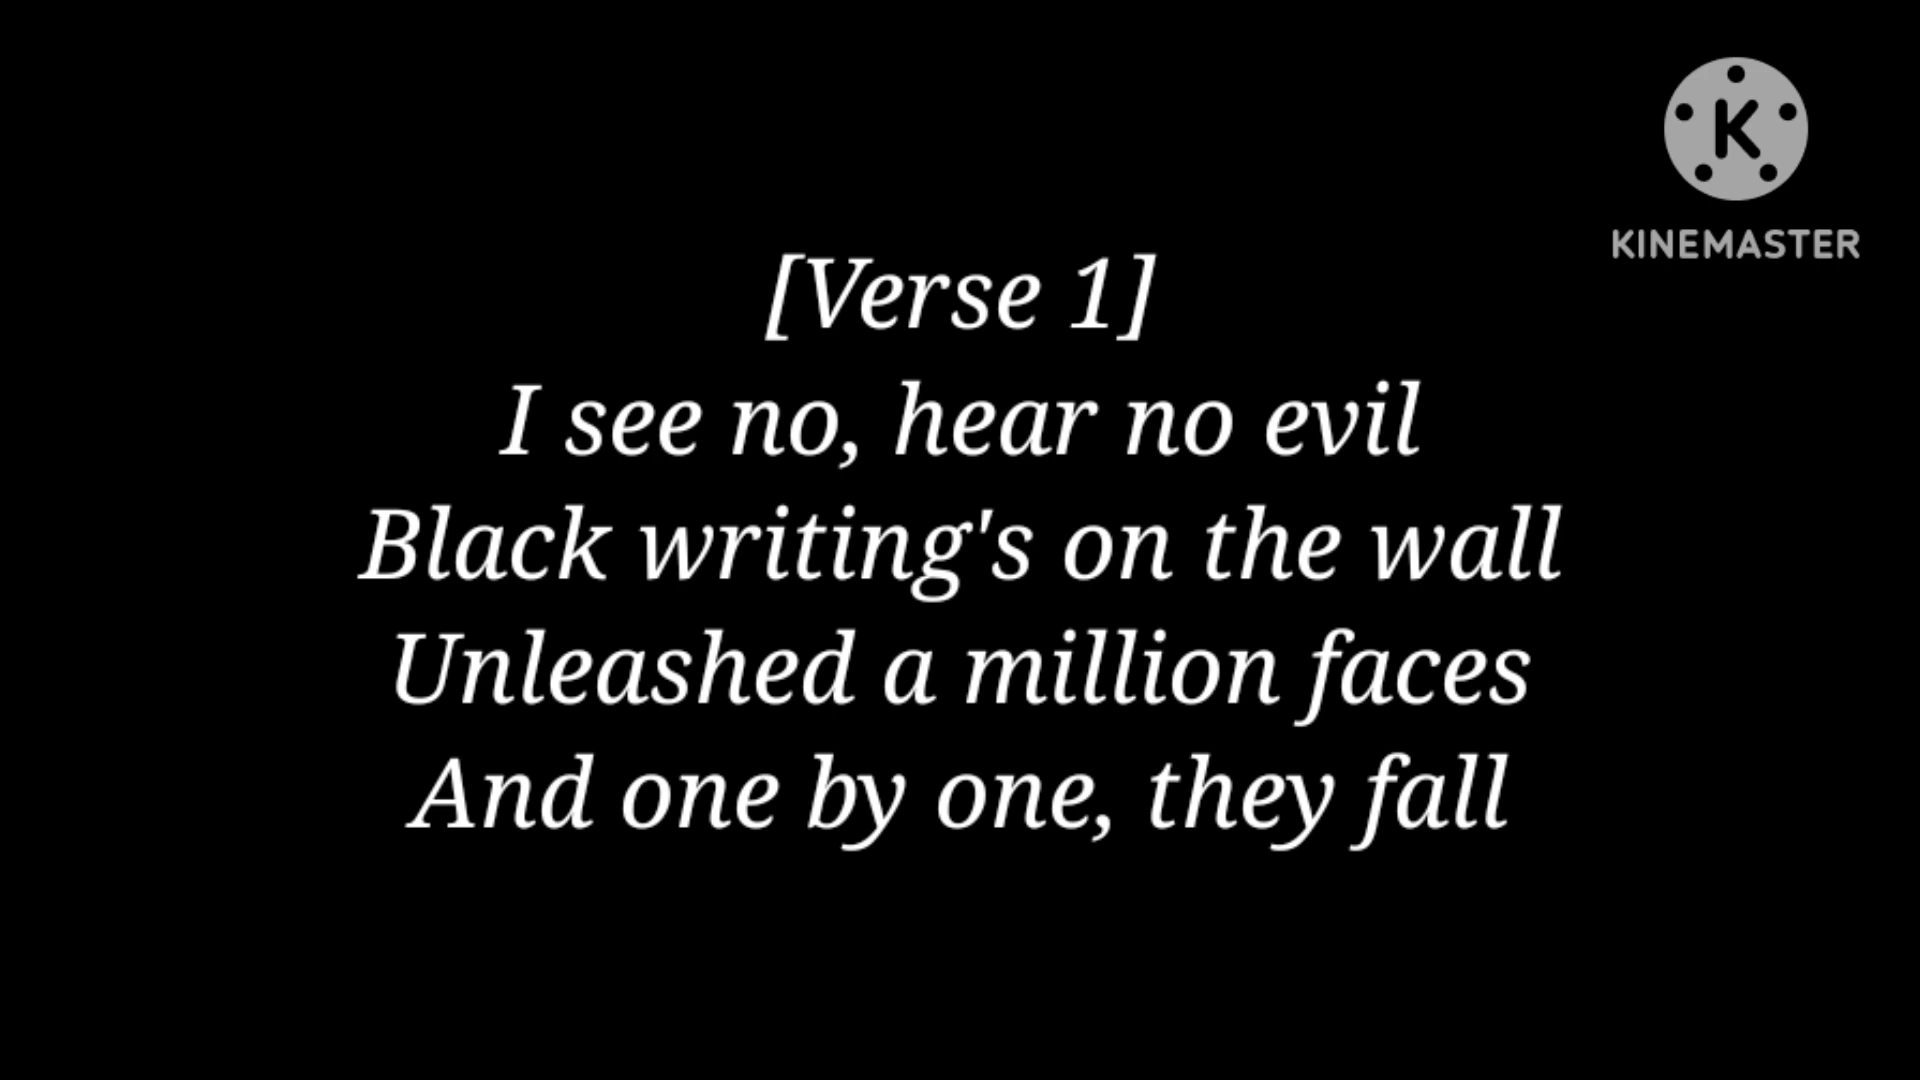 K
KINEMASTER
[Verse 1]
I see no, hear no evil
Black writing's on the wall
Unleashed a million faces
And one by one, they fall